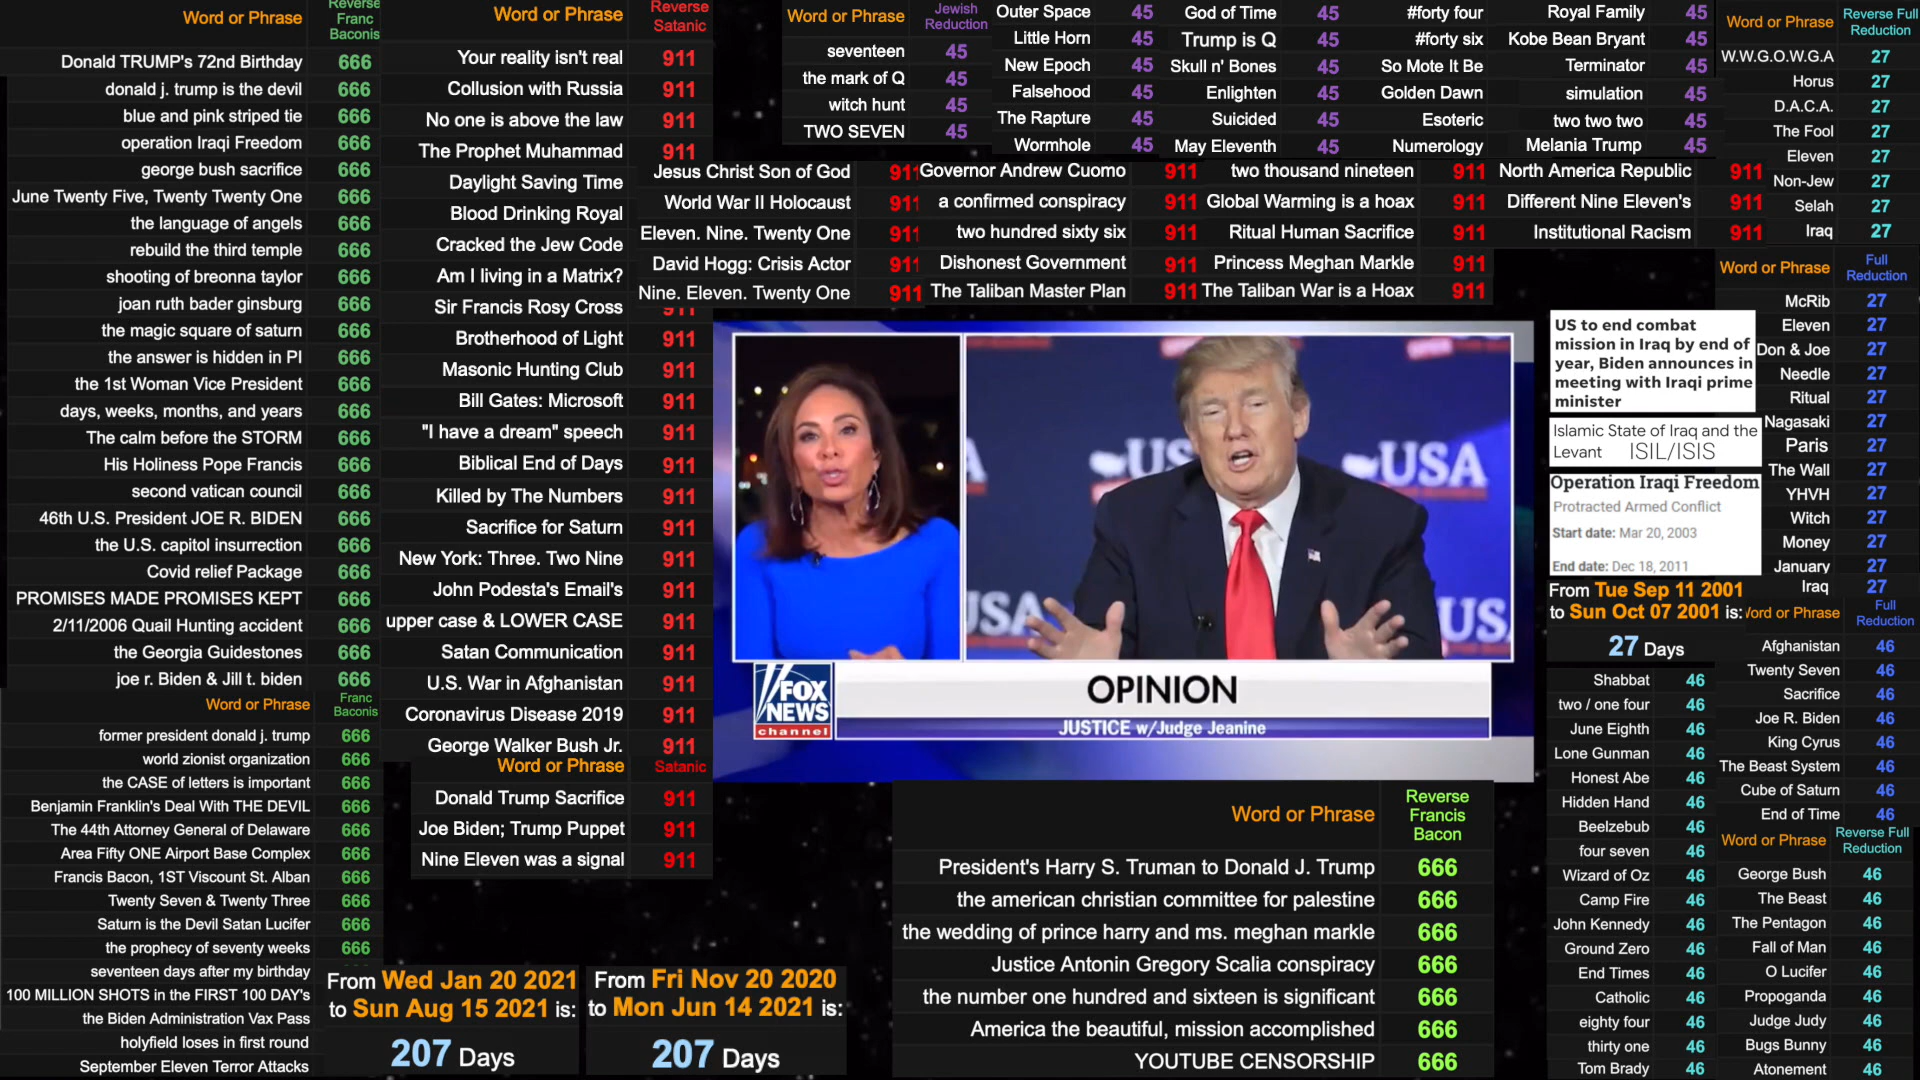 Word or Phrase
Reverse
Franc
Baconis
Donald TRUMP's 72nd Birthday 666
donald j. trump is the devil 666
blue and pink striped tie 666
operation Iraqi Freedom 666
george bush sacrifice 666
June Twenty Five, Twenty Twenty One 666
the language of angels 666
rebuild the third temple 666
shooting of breonna taylor 666
joan ruth bader ginsburg 666
the magic square of saturn 666
the answer is hidden in PI 666
the 1st Woman Vice President 666
days, weeks, months, and years 666
The calm before the STORM 666
His Holiness Pope Francis 666
second vatican council 666
46th U.S. President JOE R. BIDEN 666
the U.S. capitol insurrection 666
Covid relief Package 666
PROMISES MADE PROMISES KEPT 666
2/11/2006 Quail Hunting accident 666
the Georgia Guidestones 666
joe r. Biden & Jill t. biden 666
Word or Phrase
Franc
Baconis
former president donald j. trump 666
world zionist organization 666
the CASE of letters is important 666
Benjamin Franklin's Deal With THE DEVIL 666
The 44th Attorney General of Delaware 666
Area Fifty ONE Airport Base Complex 666
Francis Bacon, 1ST Viscount St. Alban 666
Twenty Seven & Twenty Three 666
Saturn is the Devil Satan Lucifer 666
the prophecy of seventy weeks 666
seventeen days after my birthday
100 MILLION SHOTS in the FIRST 100 DAY's
the Biden Administration Vax Pass
holyfield loses in first round
September Eleven Terror Attacks
Word or Phrase
Reverse
Satanic
Your reality isn't real 911
Collusion with Russia 911
No one is above the law 911
The Prophet Muhammad 911
Daylight Saving Time
Blood Drinking Royal
Cracked the Jew Code
Am I living in a Matrix?
Sir Francis Rosy Cross 911
Brotherhood of Light 911
Masonic Hunting Club 911
Bill Gates: Microsoft 911
"I have a dream" speech 911
Biblical End of Days 911
Killed by The Numbers 911
Sacrifice for Saturn 911
New York: Three. Two Nine 911
John Podesta's Email's 911
upper case & LOWER CASE 911
Satan Communication 911
U.S. War in Afghanistan 911
Coronavirus Disease 2019 911
George Walker Bush Jr. 911
Word or Phrase Satanic
Donald Trump Sacrifice 911
Joe Biden; Trump Puppet 911
Nine Eleven was a signal 911
From Wed Jan 20 2021
to Sun Aug 15 2021 is:
207 Days
From Fri Nov 20 2020
to Mon Jun 14 2021 is:
207 Days
Word or Phrase
Jewish
Reduction
seventeen 45
the mark of Q 45
witch hunt 45
TWO SEVEN 45
Outer Space 45
Little Horn 45
New Epoch 45
Falsehood 45
The Rapture 45
Wormhole 45
God of Time 45
Trump is Q 45
Skull n' Bones 45
Enlighten 45
Suicided 45
May Eleventh 45
#forty four
#forty six
So Mote It Be
Golden Dawn
Esoteric
Numerology
Royal Family 45
Kobe Bean Bryant 45
Terminator 45
simulation 45
two two two 45
Melania Trump 45
Jesus Christ Son of God 911
World War II Holocaust 911
Eleven. Nine. Twenty One 911
David Hogg: Crisis Actor 911
Nine. Eleven. Twenty One 911
Governor Andrew Cuomo 911
a confirmed conspiracy 911
two hundred sixty six 911
Dishonest Government 911
The Taliban Master Plan 911
two thousand nineteen 911
Global Warming is a hoax 911
Ritual Human Sacrifice 911
Princess Meghan Markle 911
The Taliban War is a Hoax 911
North America Republic 911
Different Nine Eleven's 911
Institutional Racism 911
USA
USA
USA
US
OPINION
JUSTICE w/Judge Jeanine
FOX
NEWS
channel
Word or Phrase
Reverse
Francis
Bacon
President's Harry S. Truman to Donald J. Trump 666
the american christian committee for palestine 666
the wedding of prince harry and ms. meghan markle 666
Justice Antonin Gregory Scalia conspiracy 666
the number one hundred and sixteen is significant 666
America the beautiful, mission accomplished 666
YOUTUBE CENSORSHIP 666
Word or Phrase
Reverse Full
Reduction
W.W.G.O.W.G.A 27
Horus 27
D.A.C.A. 27
The Fool 27
Eleven 27
Non-Jew 27
Selah 27
Iraq 27
Word or Phrase
Full
Reduction
McRib 27
Eleven 27
Don & Joe 27
Needle 27
Ritual 27
Nagasaki 27
Paris 27
The Wall 27
YHVH 27
Witch 27
Money 27
January 27
Iraq 27
US to end combat
mission in Iraq by end of
year, Biden announces in
meeting with Iraqi prime
minister
Islamic State of Iraq and the
Levant ISIL/ISIS
Operation Iraqi Freedom
Protracted Armed Conflict
Start date: Mar 20, 2003
End date: Dec 18, 2011
From Tue Sep 11 2001
to Sun Oct 07 2001 is:
27 Days
Shabbat 46
two / one four 46
June Eighth 46
Lone Gunman 46
Honest Abe 46
Hidden Hand 46
Beelzebub 46
four seven 46
Wizard of Oz 46
Camp Fire 46
John Kennedy 46
Ground Zero 46
End Times 46
Catholic 46
eighty four 46
thirty one 46
Tom Brady 46
Word or Phrase
Full
Reduction
Afghanistan 46
Twenty Seven 46
Sacrifice 46
Joe R. Biden 46
King Cyrus 46
The Beast System 46
Cube of Saturn 46
End of Time 46
Word or Phrase
Reverse Full
Reduction
George Bush 46
The Beast 46
The Pentagon 46
Fall of Man 46
O Lucifer 46
Propoganda 46
Judge Judy 46
Bugs Bunny 46
Atonement 46